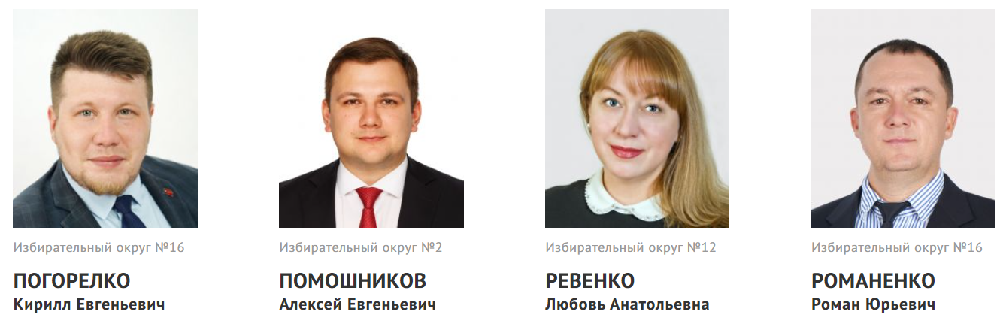 Избирательный округ №16
ПОГОРЕЛКО
Кирилл Евгеньевич
Избирательный округ №2
ПОМОШНИКОВ
Алексей Евгеньевич
Избирательный округ №12
РЕВЕНКО
Любовь Анатольевна
Избирательный округ №16
РОМАНЕНКО
Роман Юрьевич